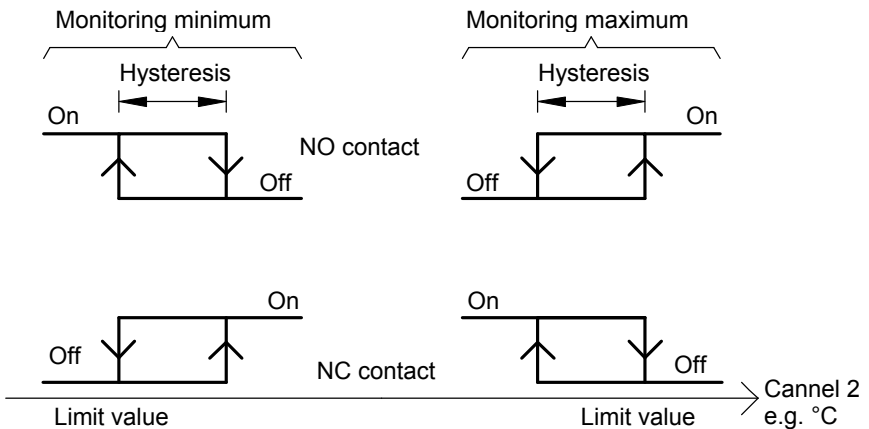 Monitoring minimum Monitoring maximum
Hysteresis Hysteresis
On On
NO contact
Off Off
On On
Off Off
NC contact
Cannel 2
Limit value Limit value e.g. °C